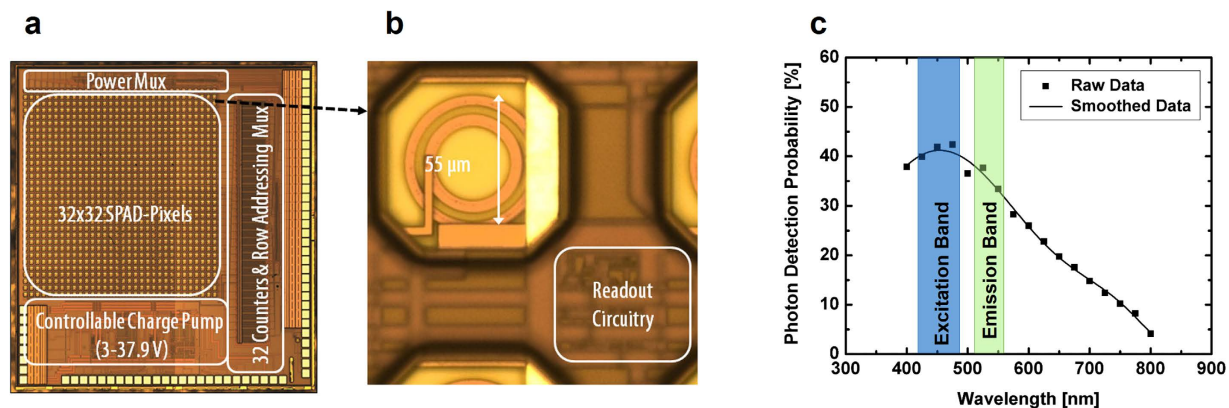 a
Power Mux
32x32 SPAD-Pixels
32 Counters & Row Addressing Mux
Controllable Charge Pump
(3-37.9 V)
b
55 µm
Readout
Circuitry
c
Photon Detection Probability [%]
60
50
40
30
20
10
0
Raw Data
Smoothed Data
Excitation Band
Emission Band
300 400 500 600 700 800 900
Wavelength [nm]